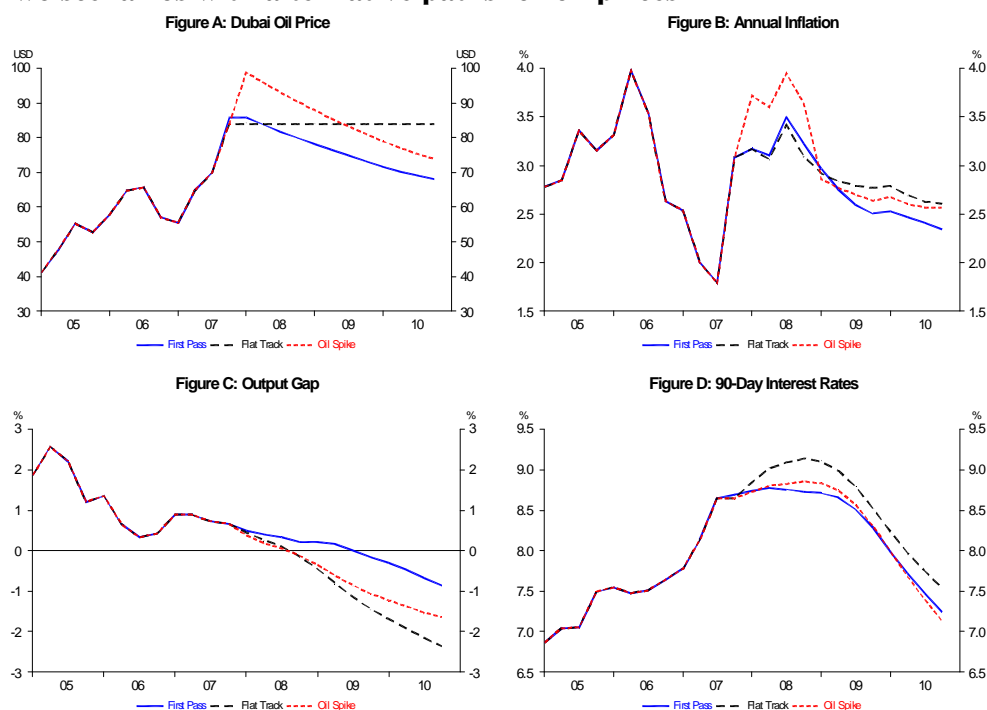 Figure A: Dubai Oil Price
USD USD
100 100
90 90
80 80
70 70
60 60
50 50
40 40
30 30
05 06 07 08 09 10
First Pass Flat Track Oil Spike
Figure B: Annual Inflation
% %
4.0 4.0
3.5 3.5
3.0 3.0
2.5 2.5
2.0 2.0
1.5 1.5
05 06 07 08 09 10
First Pass Flat Track Oil Spike
Figure C: Output Gap
% %
3 3
2 2
1 1
0 0
-1 -1
-2 -2
-3 -3
05 06 07 08 09 10
First Pass Flat Track Oil Spike
Figure D: 90-Day Interest Rates
% %
9.5 9.5
9.0 9.0
8.5 8.5
8.0 8.0
7.5 7.5
7.0 7.0
6.5 6.5
05 06 07 08 09 10
First Pass Flat Track Oil Spike